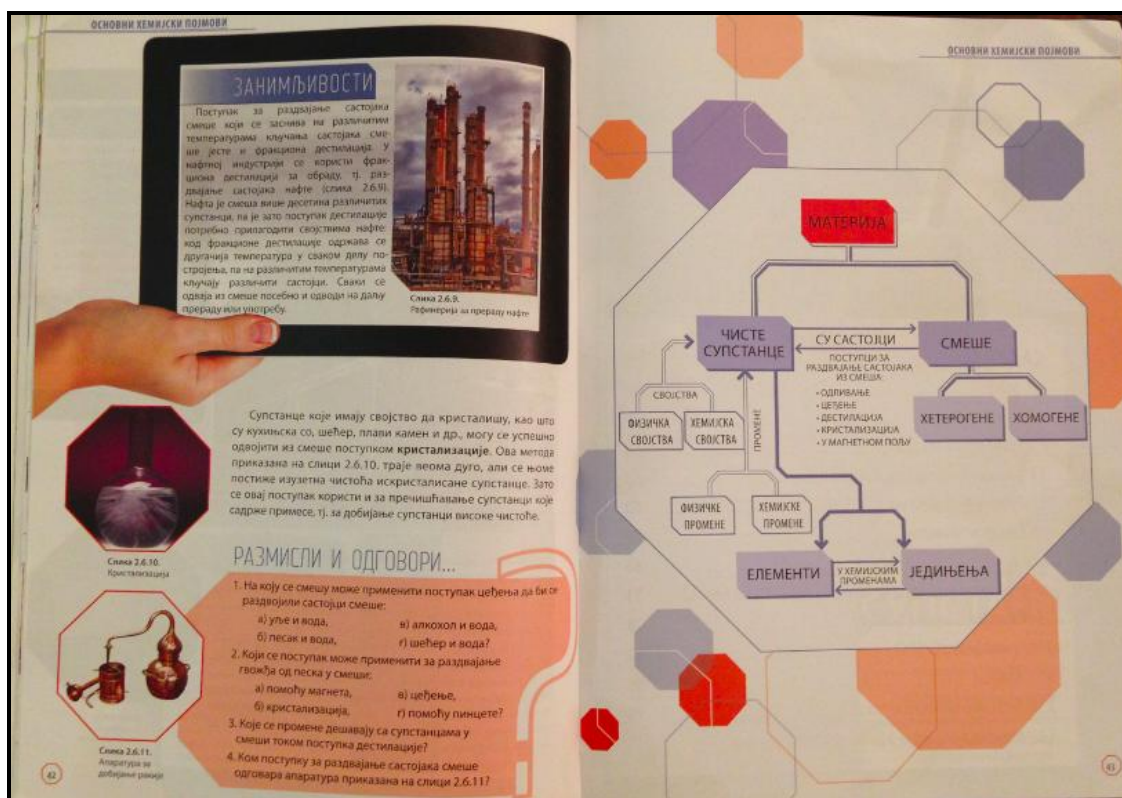 ОСНОВНИ ХЕМИЈСКИ ПОЈМОВИ
ЗАНИМЉИВОСТИ
Поступак за раздвајање састојака
смеше који се заснива на различитим
температурама кључања састојака сме-
ше јесте и фракциона дестилација. У
нафтној индустрији се користи фрак-
циона дестилација за обраду, тј. раз-
двајање састојака нафте (слика 2.6.9).
Нафта је смеша више десетина различитих
супстанци, па је зато поступак дестилације
потребно прилагодити својствима нафте:
код фракционе дестилације одржава се
другачија температура у сваком делу по-
стројења, па на различитим температурама
кључају различити састојци. Сваки се
одваја из смеше посебно и одводи на даљу
прераду или употребу.
Слика 2.6.9.
Рафинерија за прераду нафте
Супстанце које имају својство да кристалишу, као што
су кухињска со, шећер, плави камен и др., могу се успешно
одвојити из смеше поступком кристализације. Ова метода
приказана на слици 2.6.10. траје веома дуго, али се њоме
постиже изузетна чистоћа искристалисане супстанце. Зато
се овај поступак користи и за пречишћавање супстанци које
садрже примесе, тј. за добијање супстанци високе чистоће.
Слика 2.6.10.
Кристализација
РАЗМИСЛИ И ОДГОВОРИ...
1. На коју се смешу може применити поступак цеђења да би се
раздвојили састојци смеше:
а) уље и вода, в) алкохол и вода,
б) песак и вода, г) шећер и вода?
2. Који се поступак може применити за раздвајање
гвожђа од песка у смеши:
а) помоћу магнета, в) цеђење,
б) кристализација, г) помоћу пинцете?
3. Које се промене дешавају са супстанцама у
смеши током поступка дестилације?
4. Ком поступку за раздвајање састојака смеше
одговара апаратура приказана на слици 2.6.11?
Слика 2.6.11.
Апаратура за
добијање ракије
42
ОСНОВНИ ХЕМИЈСКИ ПОЈМОВИ
МАТЕРИЈА
ЧИСТЕ
СУПСТАНЦЕ
СУ САСТОЈЦИ
СМЕШЕ
ПОСТУПЦИ ЗА
РАЗДВАЈАЊЕ САСТОЈАКА
ИЗ СМЕША:
• ОДЛИВАЊЕ
• ЦЕЂЕЊЕ
• ДЕСТИЛАЦИЈА
• КРИСТАЛИЗАЦИЈА
• У МАГНЕТНОМ ПОЉУ
СВОЈСТВА
ФИЗИЧКА
СВОЈСТВА
ХЕМИЈСКА
СВОЈСТВА
ПРОМЕНЕ
ХЕТЕРОГЕНЕ
ХОМОГЕНЕ
ФИЗИЧКЕ
ПРОМЕНЕ
ХЕМИЈСКЕ
ПРОМЕНЕ
ЕЛЕМЕНТИ
У ХЕМИЈСКИМ
ПРОМЕНАМА
ЈЕДИЊЕЊА
43